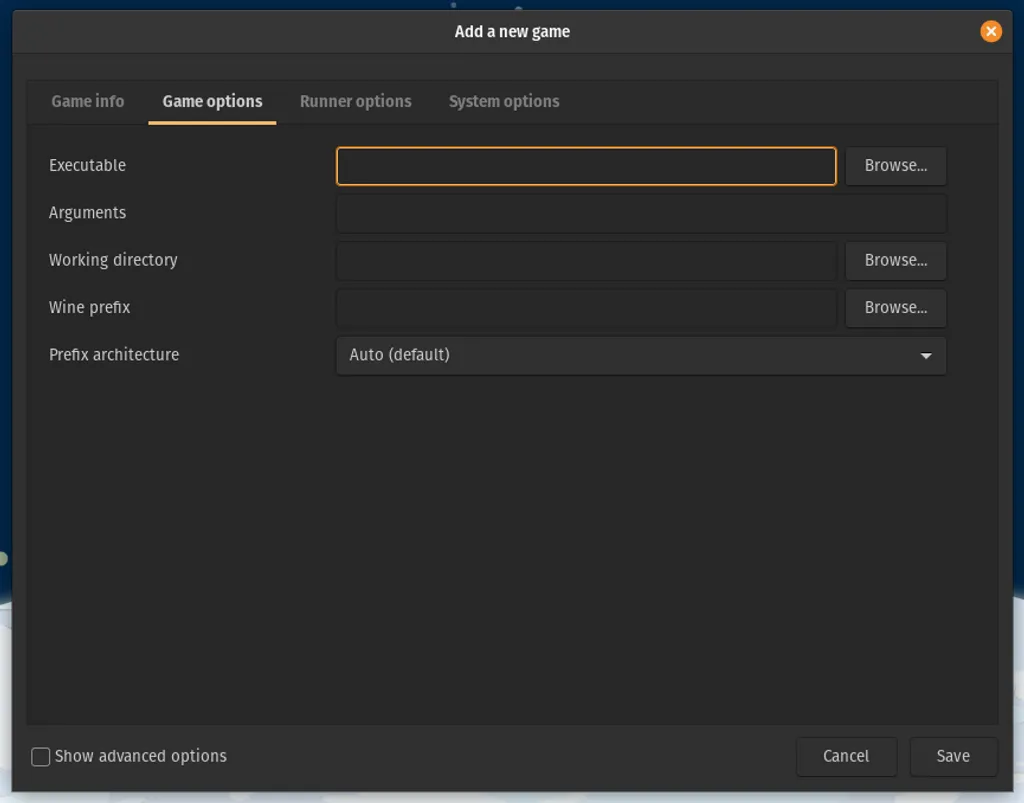 Add a new game
Game info Game options Runner options System options
Executable Browse...
Arguments
Working directory Browse...
Wine prefix Browse...
Prefix architecture Auto (default)
Show advanced options Cancel Save